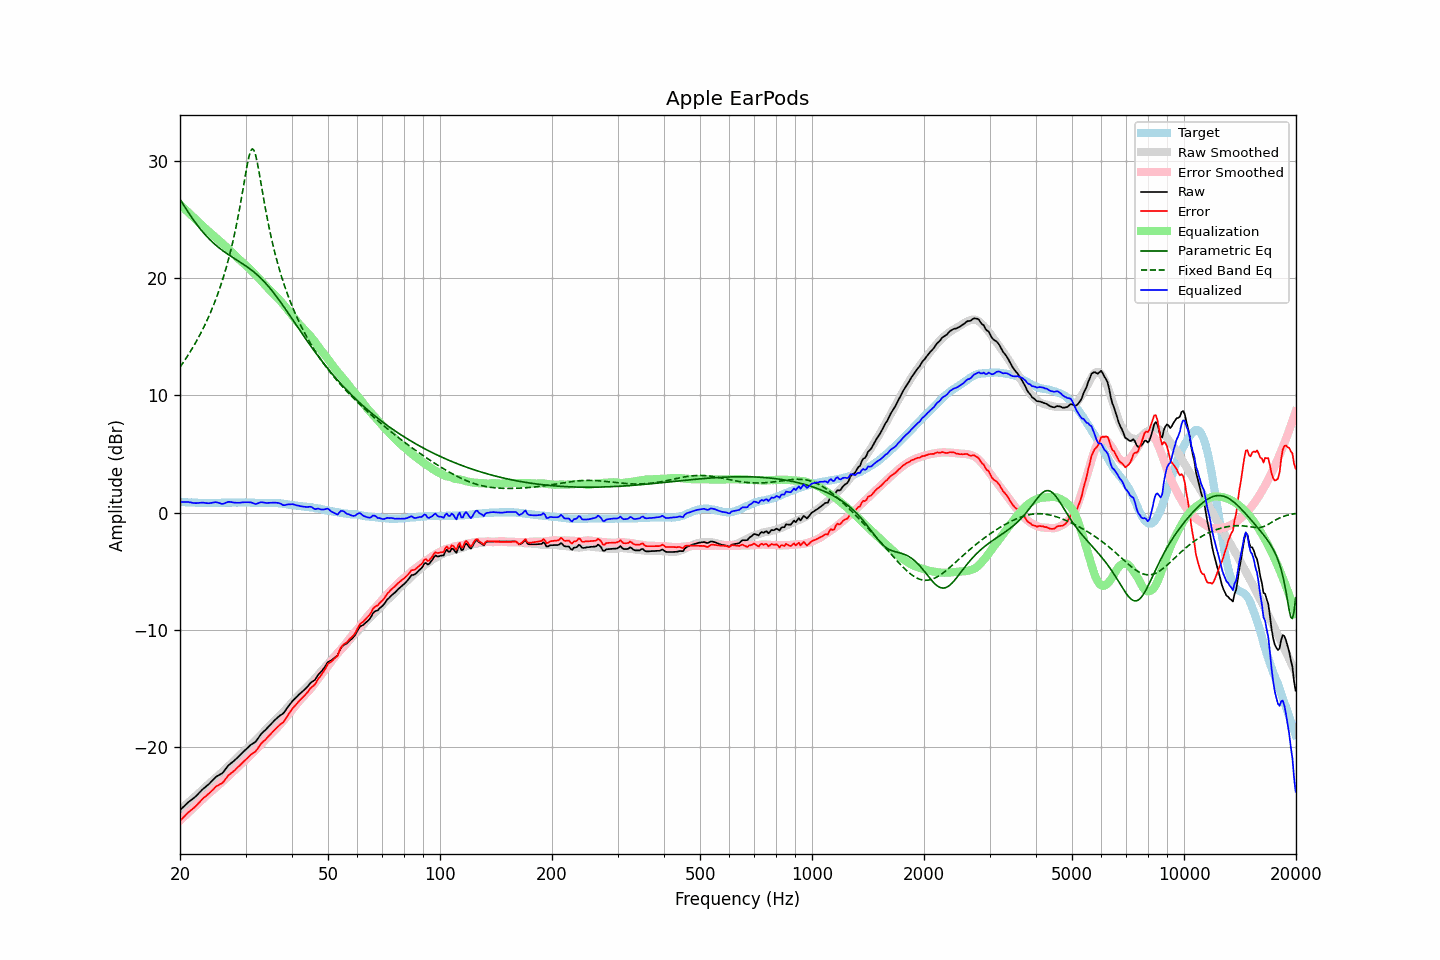 Apple EarPods
Target
Raw Smoothed
Error Smoothed
Raw
Error
Equalization
Parametric Eq
Fixed Band Eq
Equalized
Amplitude (dBr)
30
20
10
0
−10
−20
20
50
100
200
500
1000
2000
5000
10000
20000
Frequency (Hz)